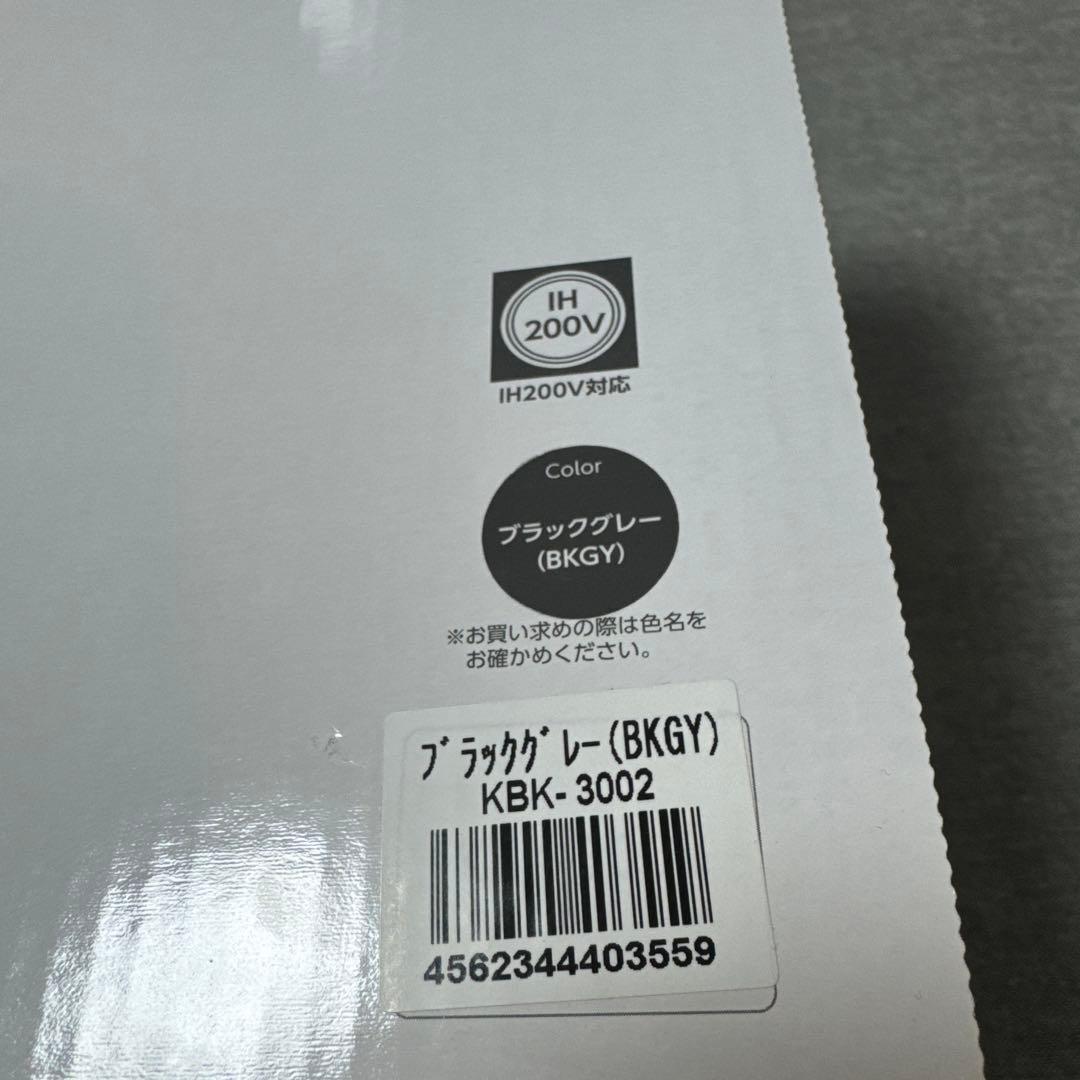 IH
200V
IH200V対応
Color
ブラックグレー
(BKGY)
※お買い求めの際は色名を
お確かめください。
ﾌﾞﾗｯｸｸﾞﾚｰ(BKGY)
KBK-3002
4562344403559